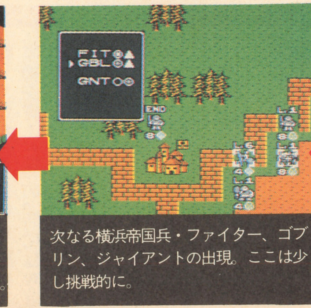 FIT◎▲
GBL◎▲
GNT○◎
END
次なる横浜帝国兵・ファイター、ゴブ
リン、ジャイアントの出現。ここは少
し挑戦的に。